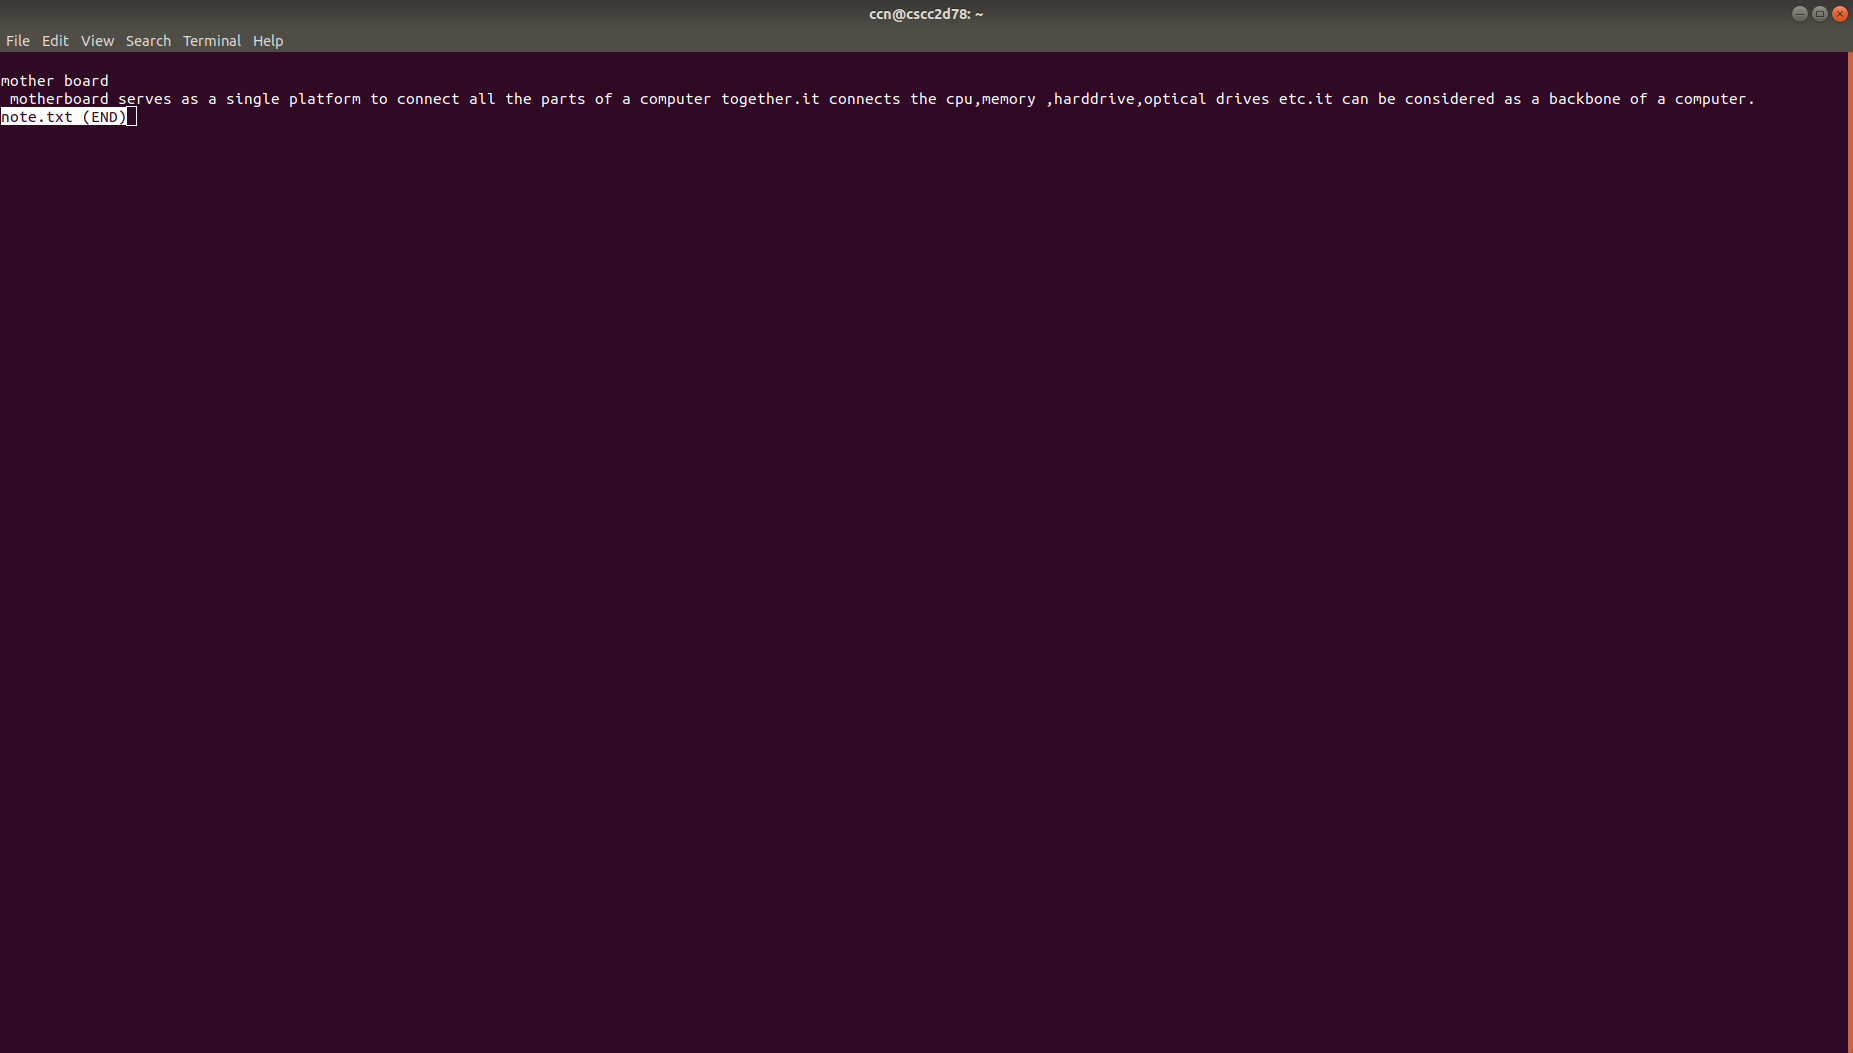 ccn@cscc2d78: ~
File Edit View Search Terminal Help
mother board
 motherboard serves as a single platform to connect all the parts of a computer together.it connects the cpu,memory ,harddrive,optical drives etc.it can be considered as a backbone of a computer.
note.txt (END)